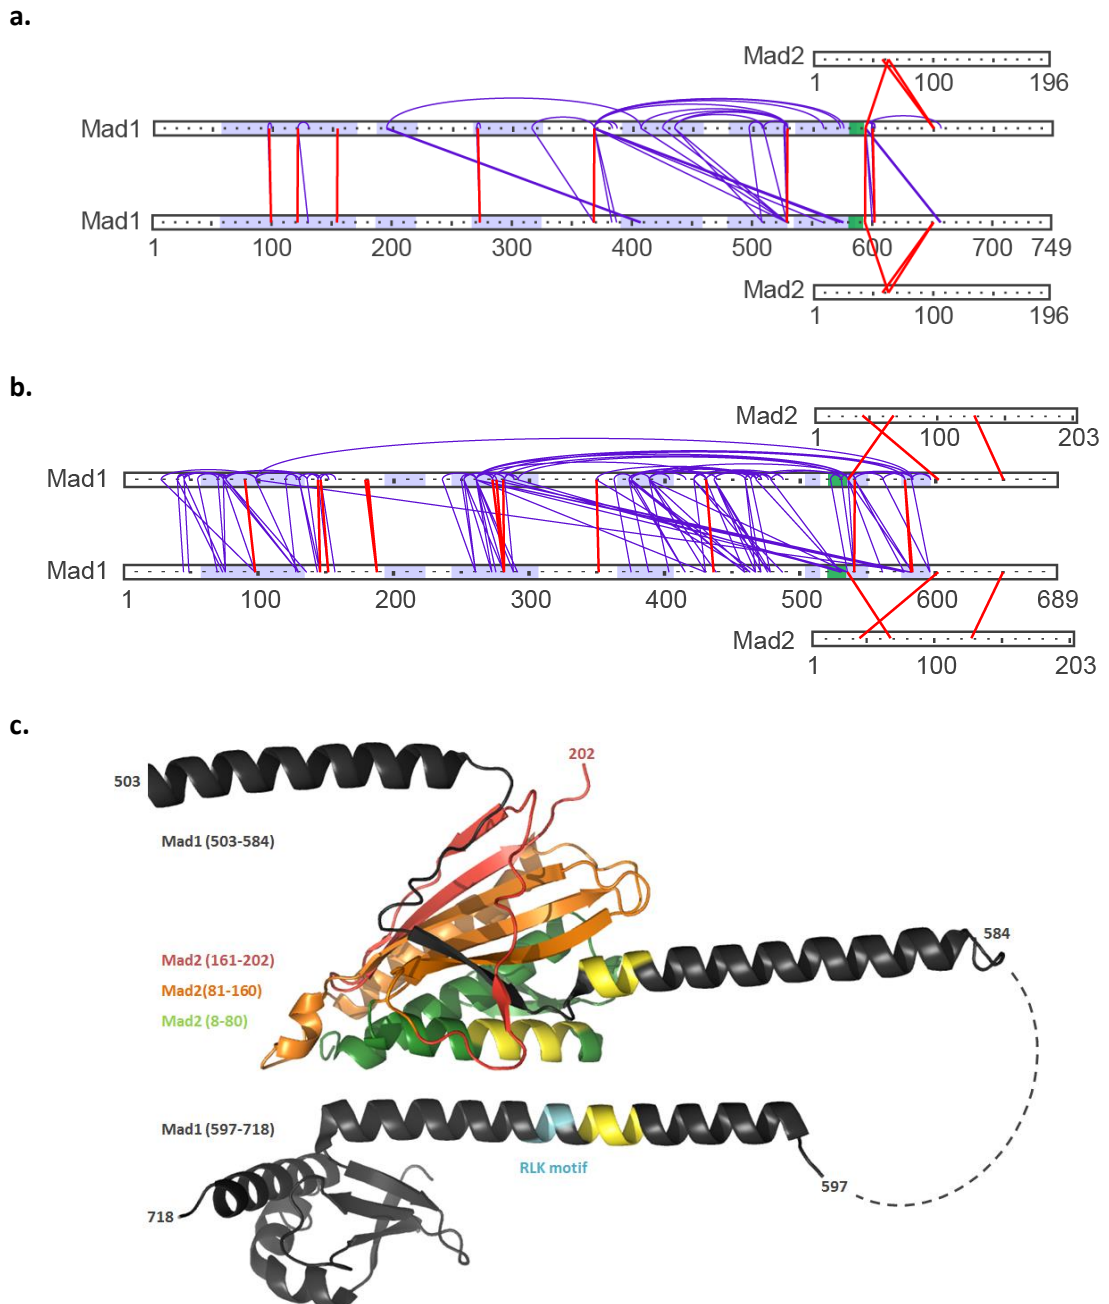 a.
Mad2
1 100 196
Mad1
Mad1
1 100 200 300 400 500 600 700 749
Mad2
1 100 196
b.
Mad2
1 100 203
Mad1
Mad1
1 100 200 300 400 500 600 689
Mad2
1 100 203
c.
202
503
Mad1 (503-584)
584
Mad2 (161-202)
Mad2(81-160)
Mad2 (8-80)
Mad1 (597-718)
RLK motif
597
718